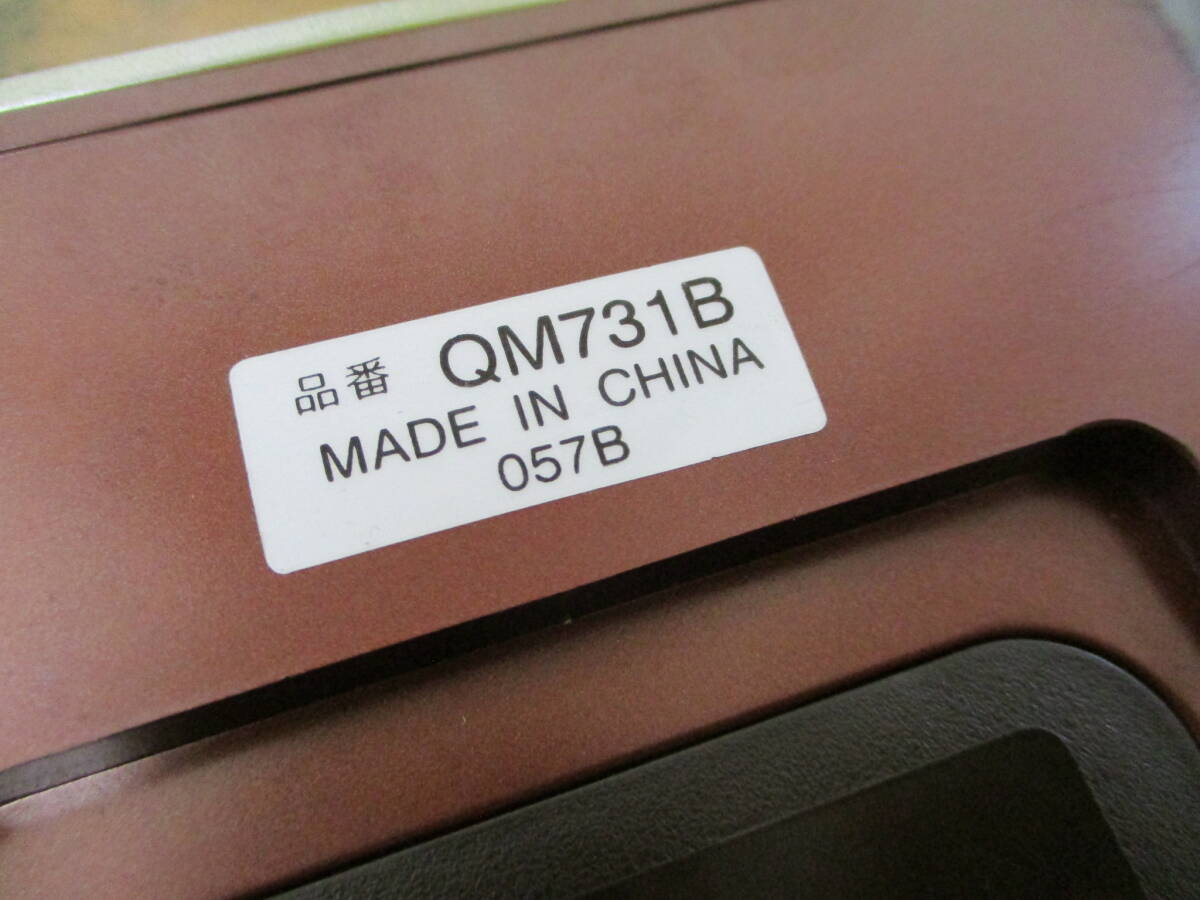 品番 QM731B
MADE IN CHINA
057B